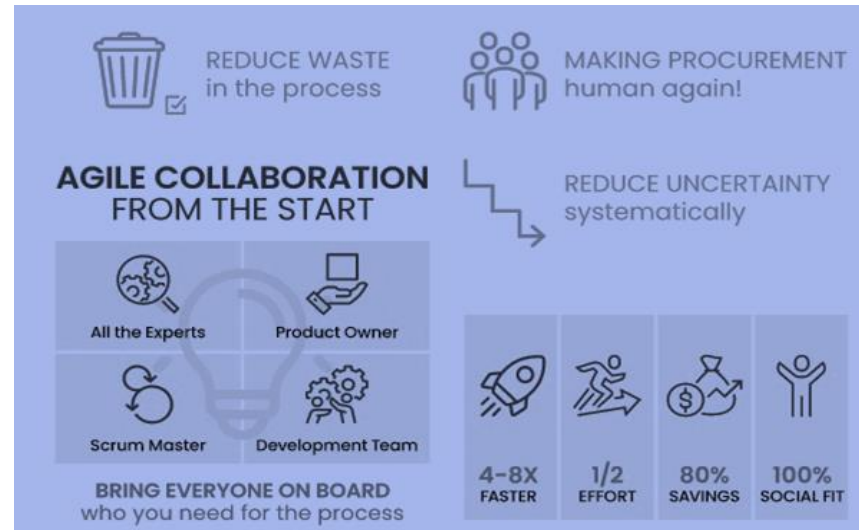 REDUCE WASTE
in the process
MAKING PROCUREMENT
human again!
AGILE COLLABORATION
FROM THE START
REDUCE UNCERTAINTY
systematically
All the Experts
Product Owner
Scrum Master
Development Team
BRING EVERYONE ON BOARD
who you need for the process
$
4-8X
FASTER
1/2
EFFORT
80%
SAVINGS
100%
SOCIAL FIT